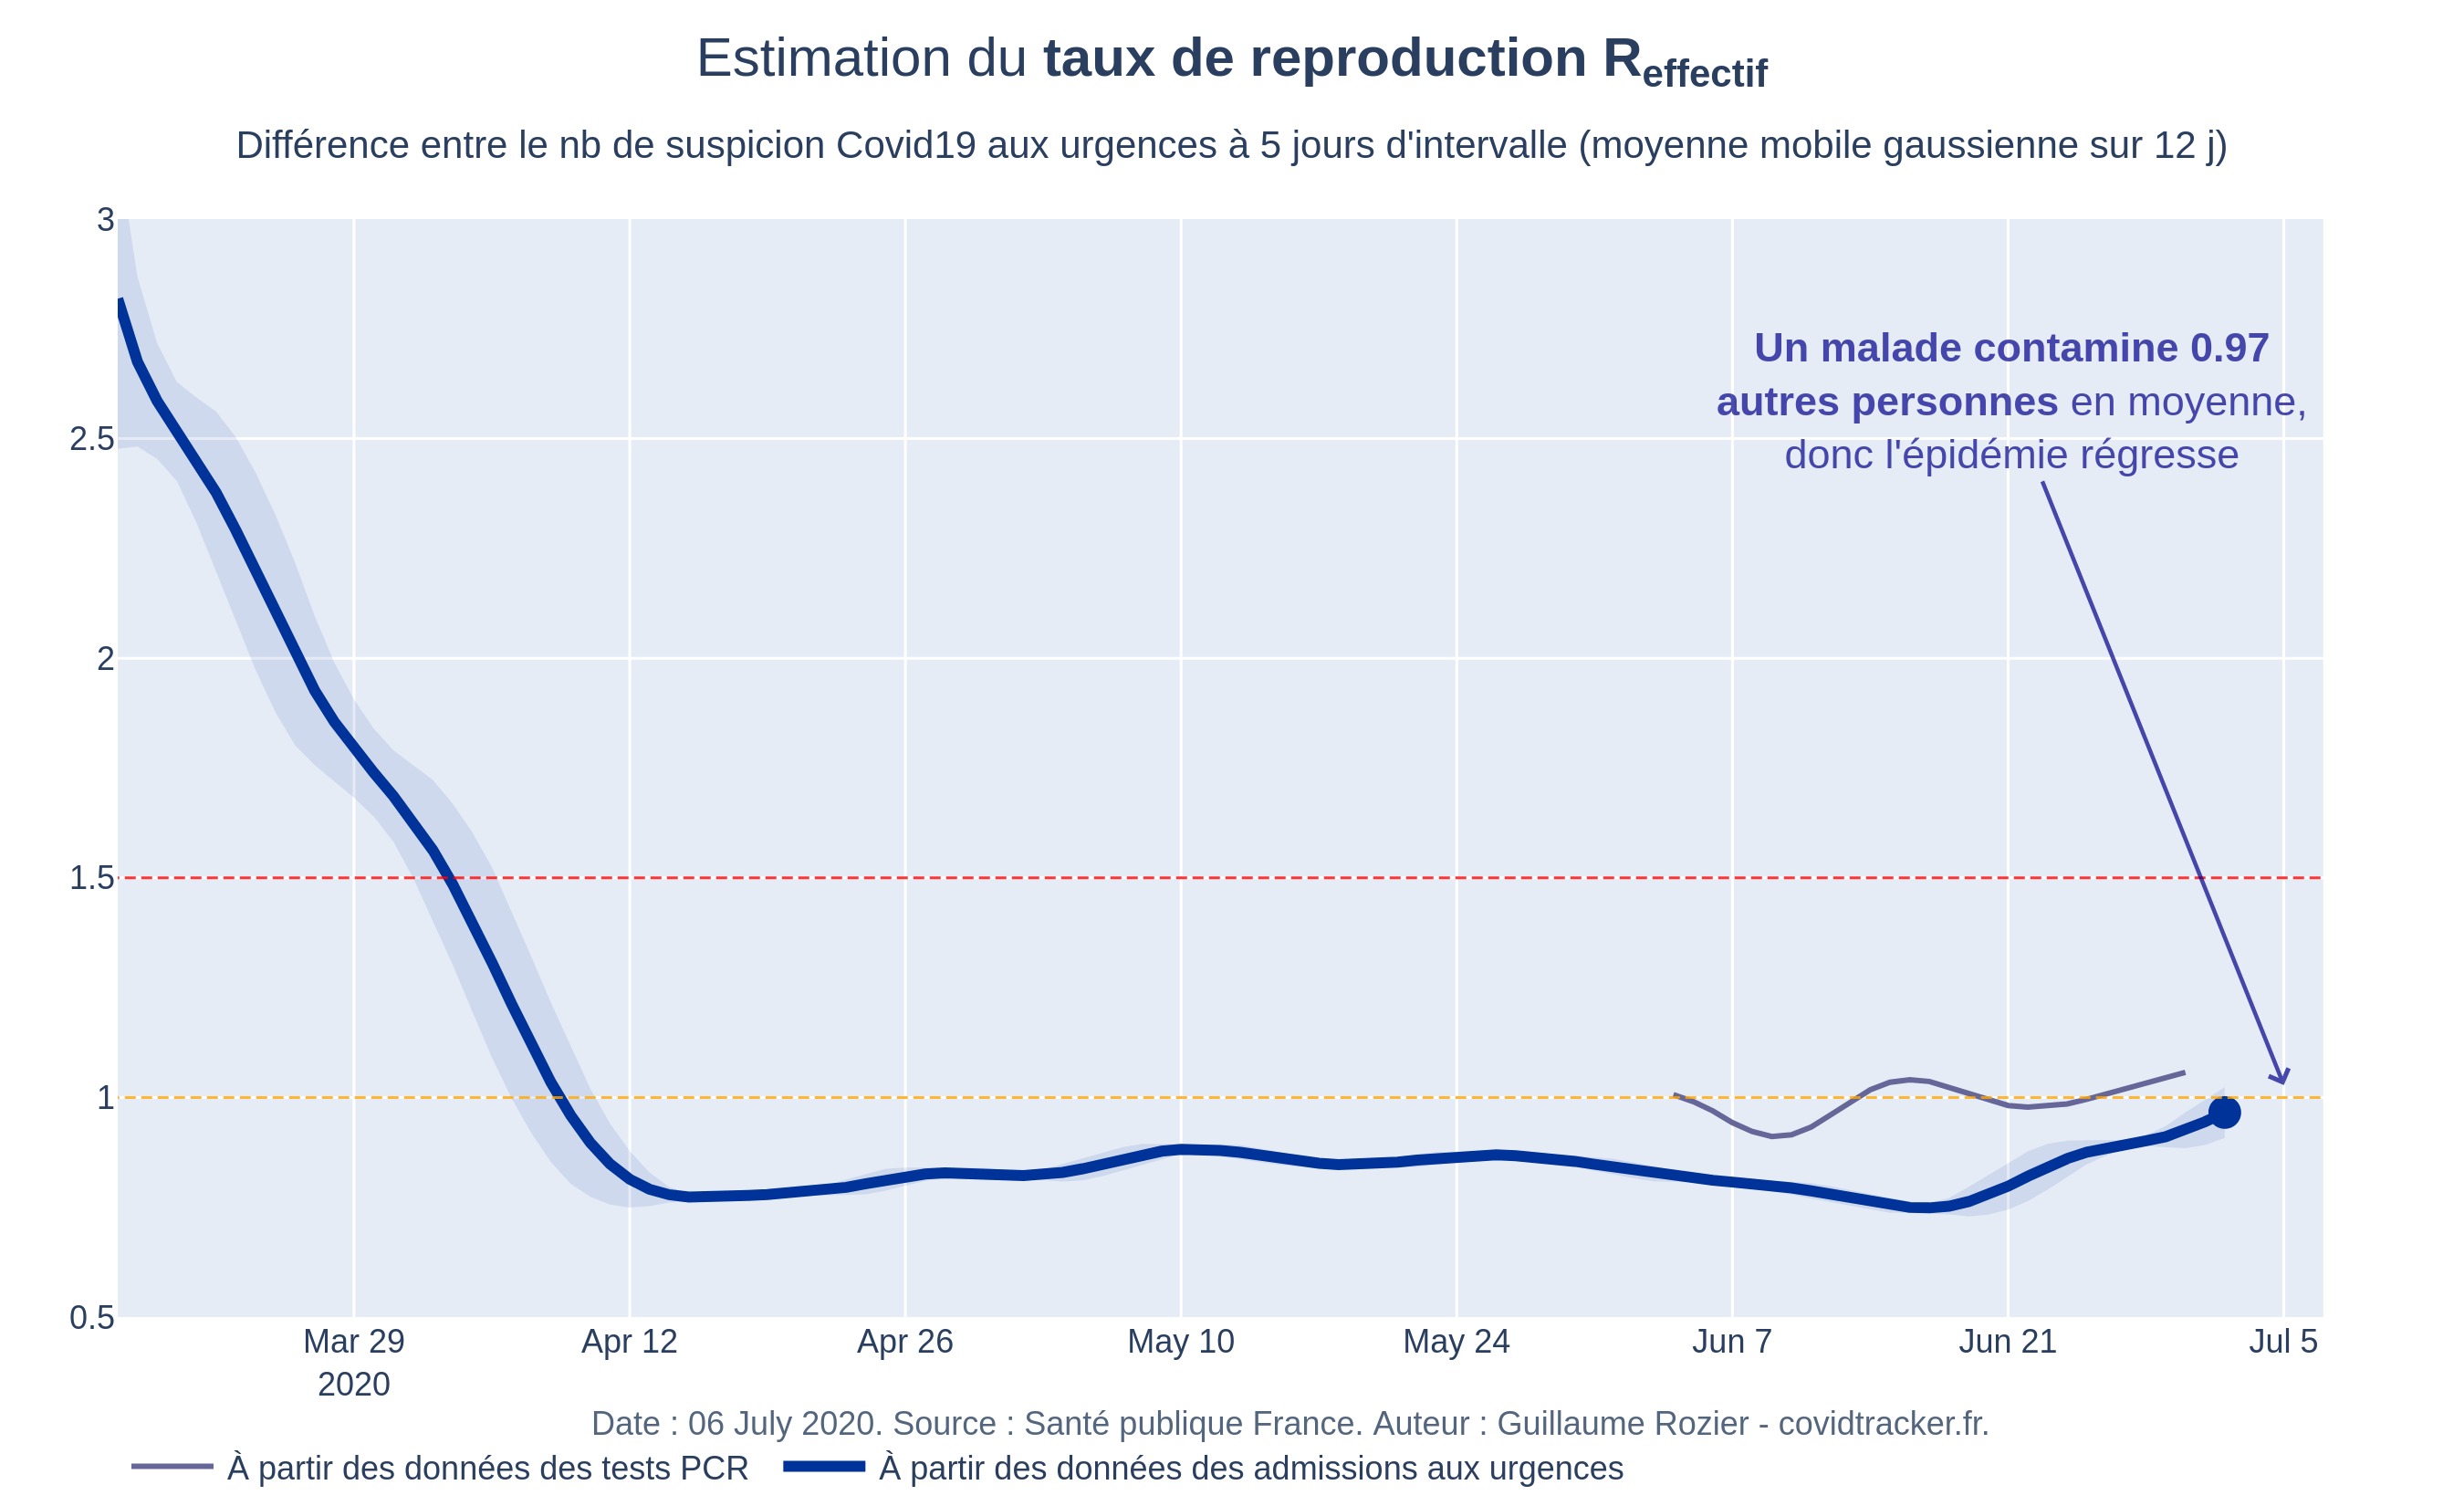 Estimation du taux de reproduction Reffectif
Différence entre le nb de suspicion Covid19 aux urgences à 5 jours d'intervalle (moyenne mobile gaussienne sur 12 j)
3
2.5
2
1.5
1
0.5
Un malade contamine 0.97
autres personnes en moyenne,
donc l'épidémie régresse
Mar 29
2020
Apr 12
Apr 26
May 10
May 24
Jun 7
Jun 21
Jul 5
Date : 06 July 2020. Source : Santé publique France. Auteur : Guillaume Rozier - covidtracker.fr.
À partir des données des tests PCR
À partir des données des admissions aux urgences